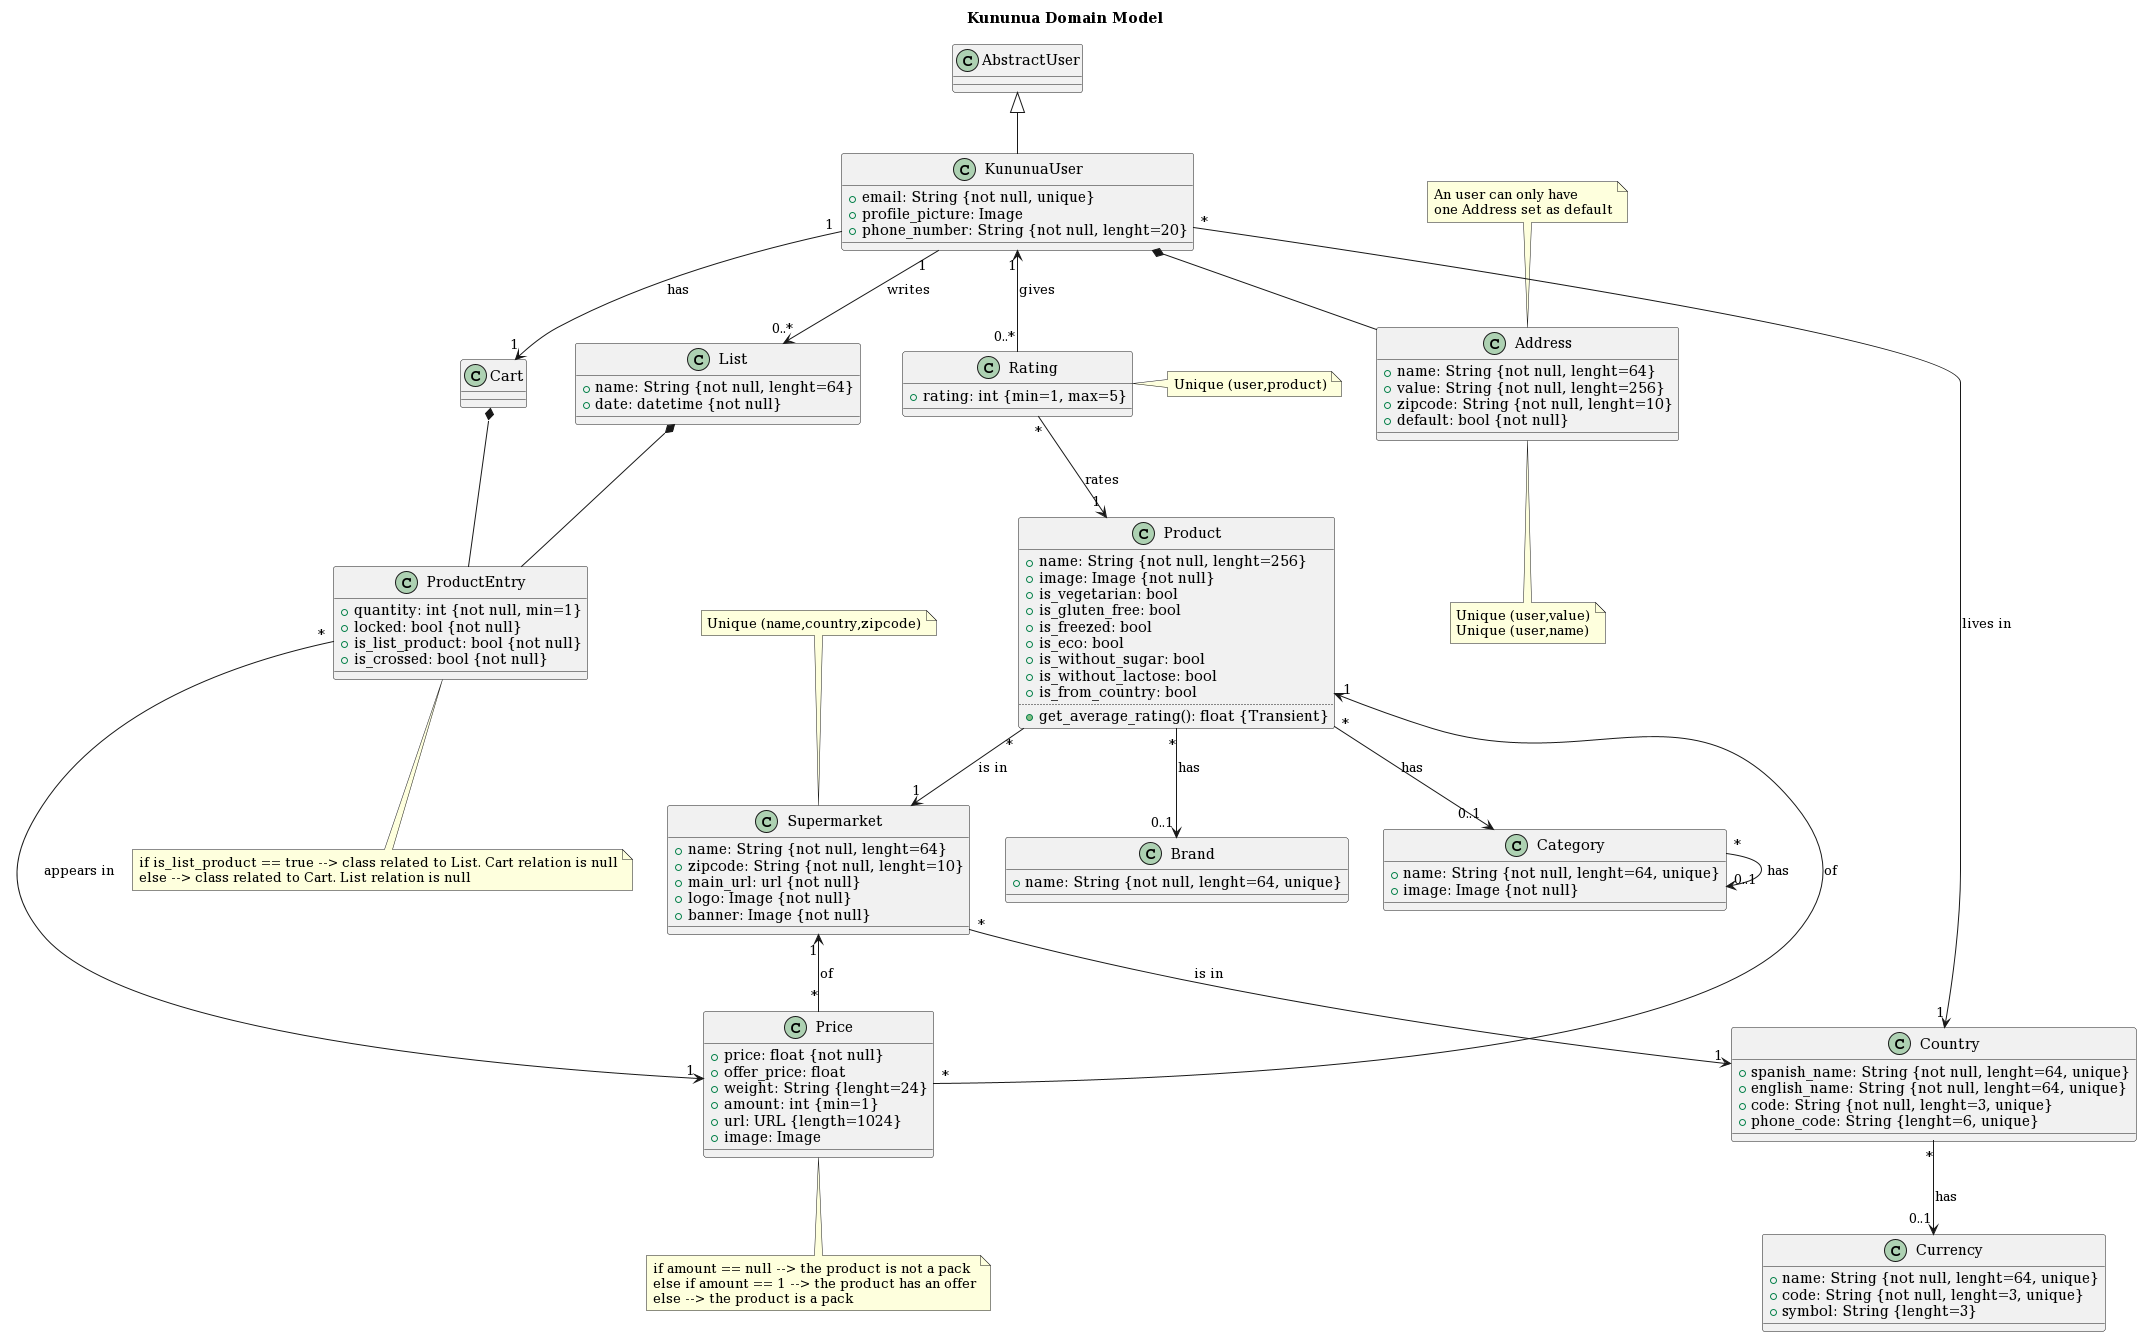 Kununua Domain Model
C AbstractUser
C KununuaUser
email: String {not null, unique}
profile_picture: Image
phone_number: String {not null, lenght=20}
An user can only have
one Address set as default
1
*
1
1
has
writes
gives
0..*
0..*
1
C Cart
C List
name: String {not null, lenght=64}
date: datetime {not null}
C Rating
rating: int {min=1, max=5}
Unique (user,product)
C Address
name: String {not null, lenght=64}
value: String {not null, lenght=256}
zipcode: String {not null, lenght=10}
default: bool {not null}
*
rates
1
C Product
name: String {not null, lenght=256}
image: Image {not null}
is_vegetarian: bool
is_gluten_free: bool
is_freezed: bool
is_eco: bool
is_without_sugar: bool
is_without_lactose: bool
is_from_country: bool
get_average_rating(): float {Transient}
C ProductEntry
quantity: int {not null, min=1}
locked: bool {not null}
is_list_product: bool {not null}
is_crossed: bool {not null}
*
Unique (name,country,zipcode)
Unique (user,value)
Unique (user,name)
lives in
1
*
*
*
is in
has
has
1
0..1
0..1
C Supermarket
name: String {not null, lenght=64}
zipcode: String {not null, lenght=10}
main_url: url {not null}
logo: Image {not null}
banner: Image {not null}
C Brand
name: String {not null, lenght=64, unique}
C Category
name: String {not null, lenght=64, unique}
image: Image {not null}
*
has
0..1
of
appears in
if is_list_product == true --> class related to List. Cart relation is null
else --> class related to Cart. List relation is null
*
is in
1
of
*
1
1
1
*
C Price
price: float {not null}
offer_price: float
weight: String {lenght=24}
amount: int {min=1}
url: URL {length=1024}
image: Image
C Country
spanish_name: String {not null, lenght=64, unique}
english_name: String {not null, lenght=64, unique}
code: String {not null, lenght=3, unique}
phone_code: String {lenght=6, unique}
*
has
0..1
if amount == null --> the product is not a pack
else if amount == 1 --> the product has an offer
else --> the product is a pack
C Currency
name: String {not null, lenght=64, unique}
code: String {not null, lenght=3, unique}
symbol: String {lenght=3}